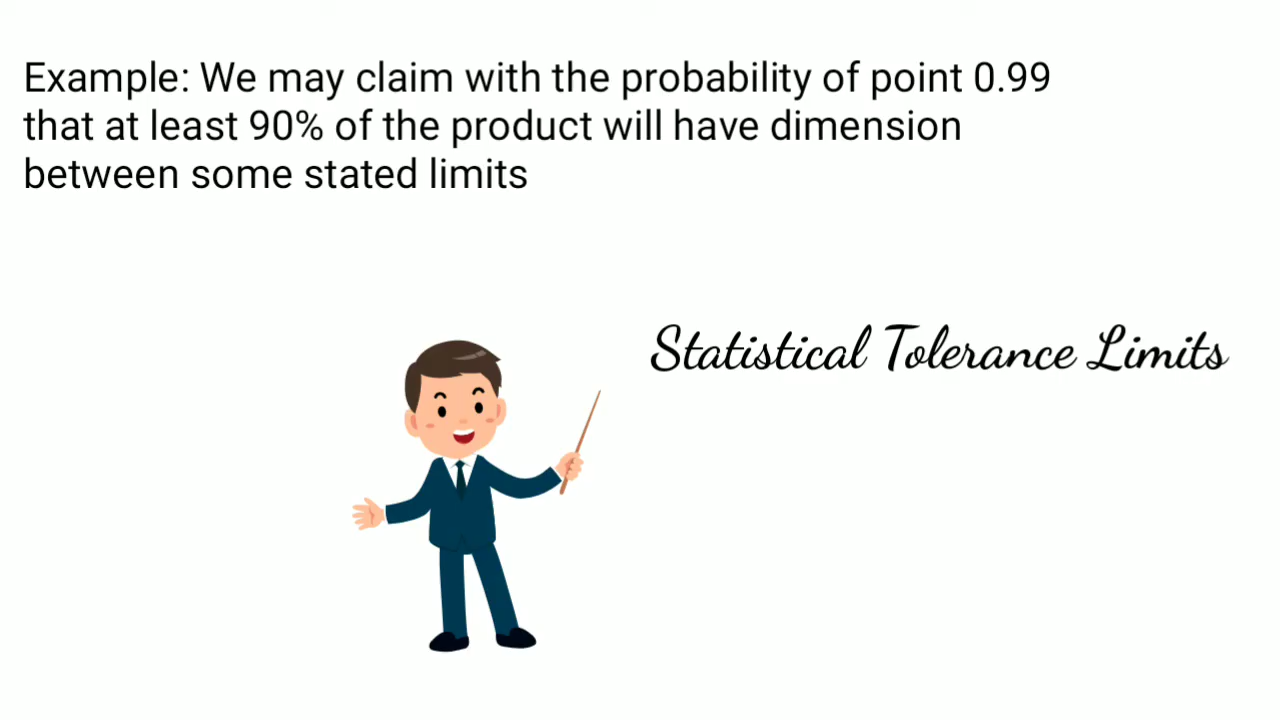 Example: We may claim with the probability of point 0.99
that at least 90% of the product will have dimension
between some stated limits
Statistical Tolerance Limits